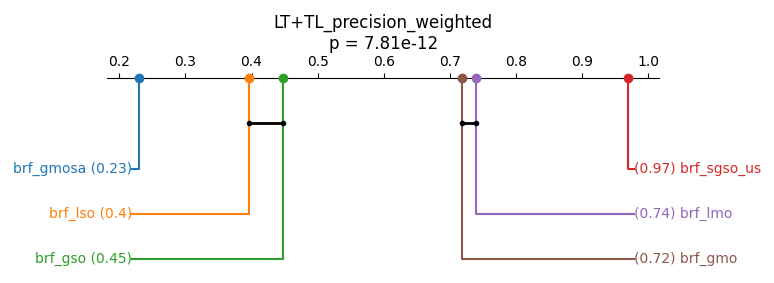 LT+TL_precision_weighted
p = 7.81e-12
0.2 0.3 0.4 0.5 0.6 0.7 0.8 0.9 1.0
brf_gmosa (0.23) (0.97) brf_sgso_us
brf_lso (0.4) (0.74) brf_lmo
brf_gso (0.45) (0.72) brf_gmo